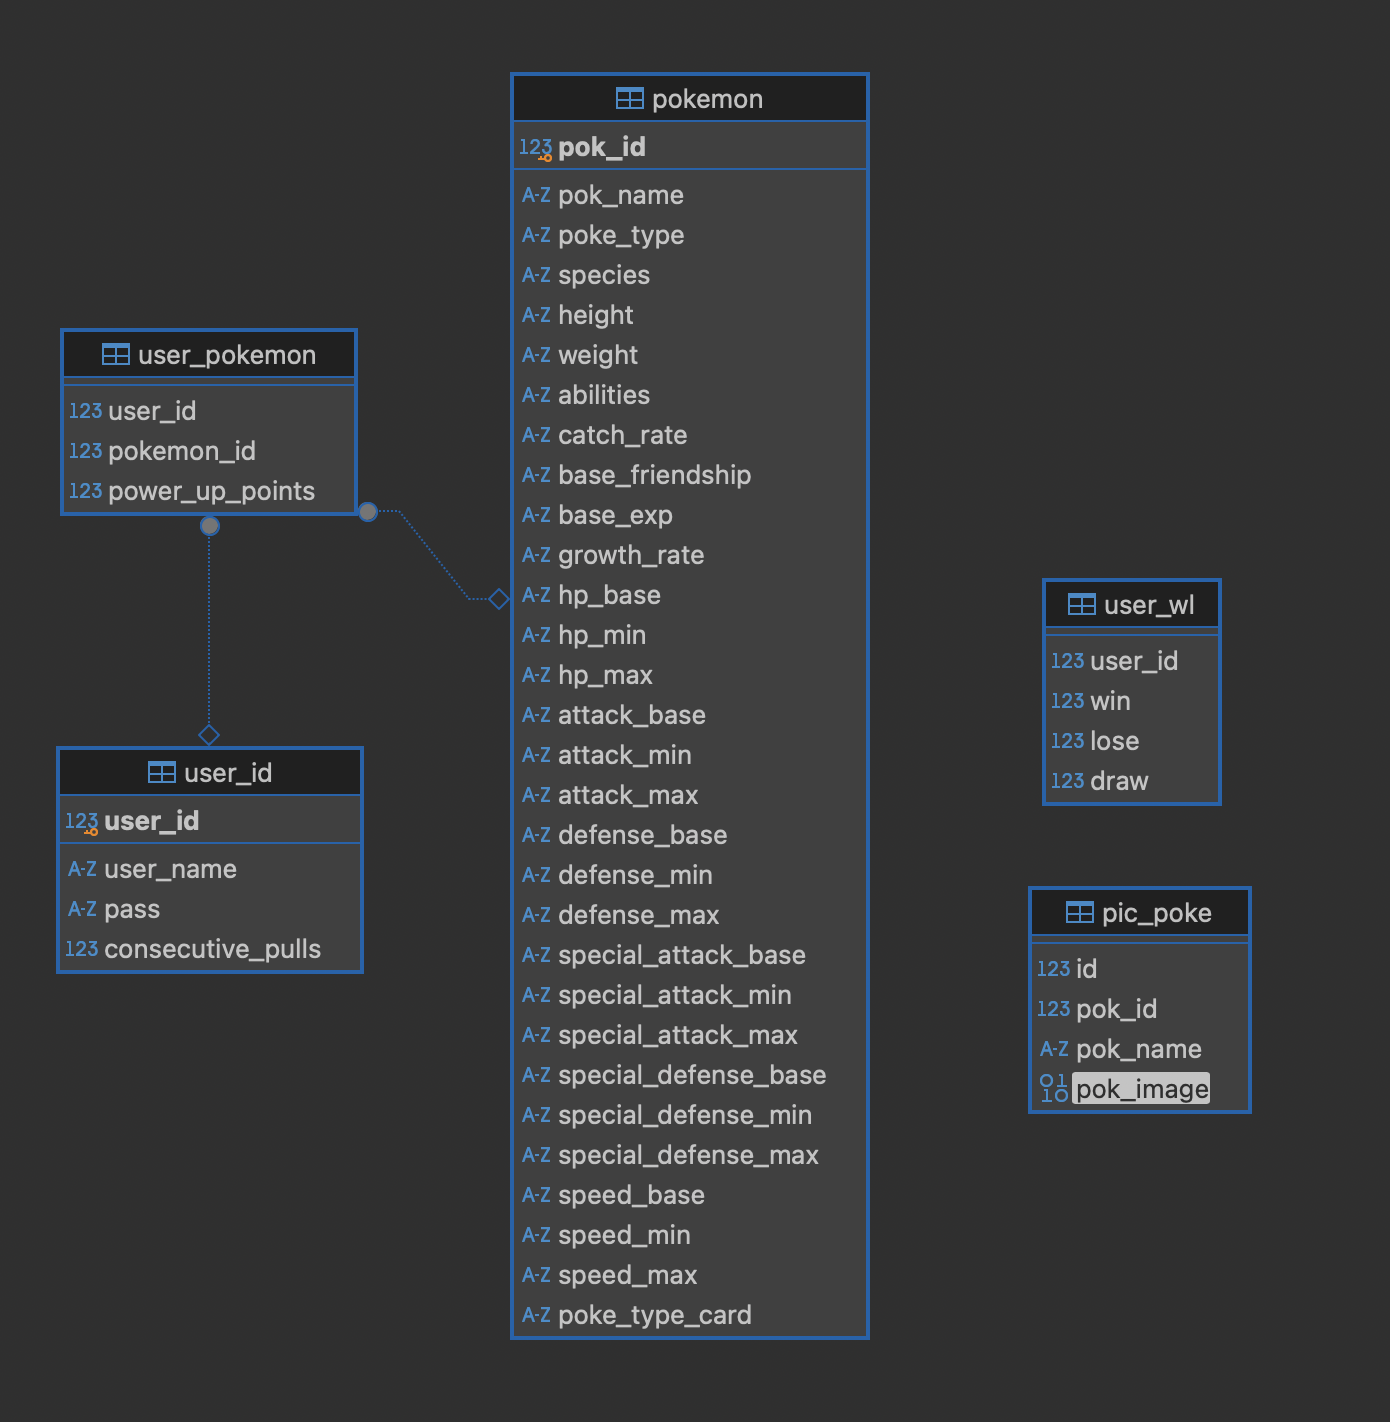 pokemon
123 pok_id
A-Z pok_name
A-Z poke_type
A-Z species
A-Z height
A-Z weight
A-Z abilities
A-Z catch_rate
A-Z base_friendship
A-Z base_exp
A-Z growth_rate
A-Z hp_base
A-Z hp_min
A-Z hp_max
A-Z attack_base
A-Z attack_min
A-Z attack_max
A-Z defense_base
A-Z defense_min
A-Z defense_max
A-Z special_attack_base
A-Z special_attack_min
A-Z special_attack_max
A-Z special_defense_base
A-Z special_defense_min
A-Z special_defense_max
A-Z speed_base
A-Z speed_min
A-Z speed_max
A-Z poke_type_card
user_pokemon
123 user_id
123 pokemon_id
123 power_up_points
user_id
123 user_id
A-Z user_name
A-Z pass
123 consecutive_pulls
user_wl
123 user_id
123 win
123 lose
123 draw
pic_poke
123 id
123 pok_id
A-Z pok_name
01
10 pok_image